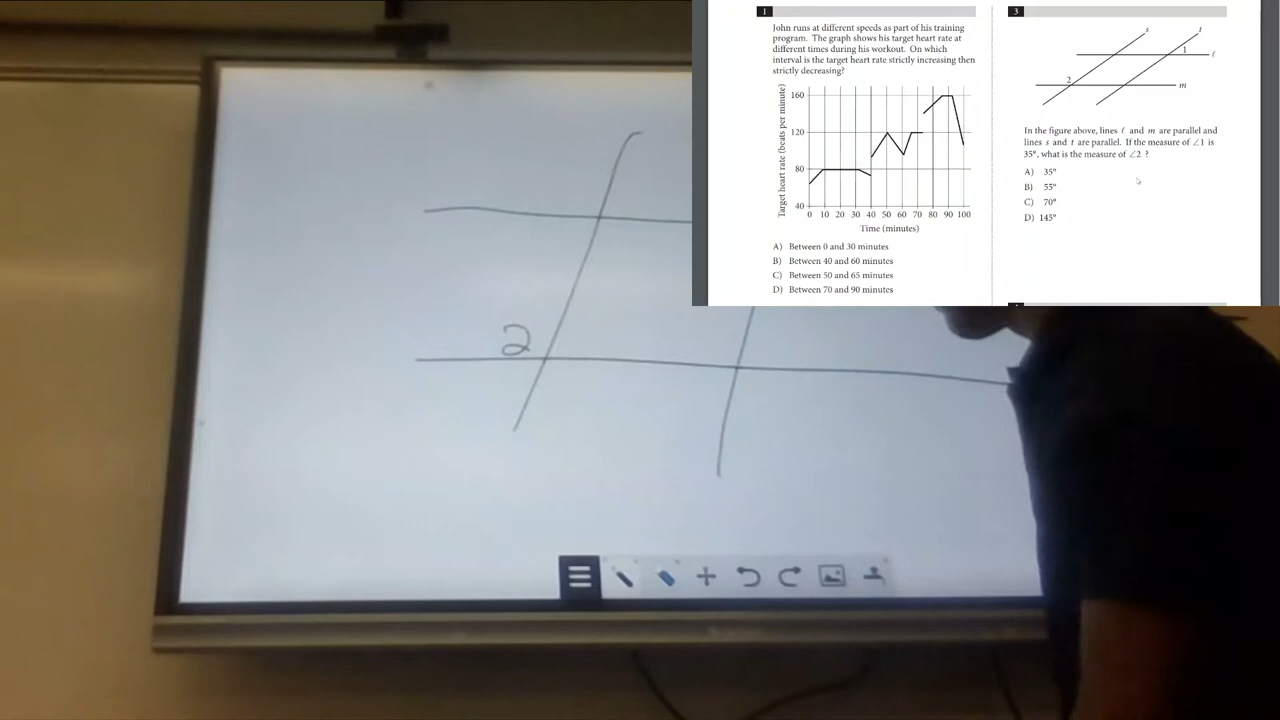 1
John runs at different speeds as part of his training
program. The graph shows his target heart rate at
different times during his workout. On which
interval is the target heart rate strictly increasing then
strictly decreasing?
Target heart rate (beats per minute)
160
120
80
40
0 10 20 30 40 50 60 70 80 90 100
Time (minutes)
A) Between 0 and 30 minutes
B) Between 40 and 60 minutes
C) Between 50 and 65 minutes
D) Between 70 and 90 minutes
3
s t
1
ℓ
2
m
In the figure above, lines ℓ and m are parallel and
lines s and t are parallel. If the measure of ∠1 is
35°, what is the measure of ∠2 ?
A) 35°
B) 55°
C) 70°
D) 145°
2